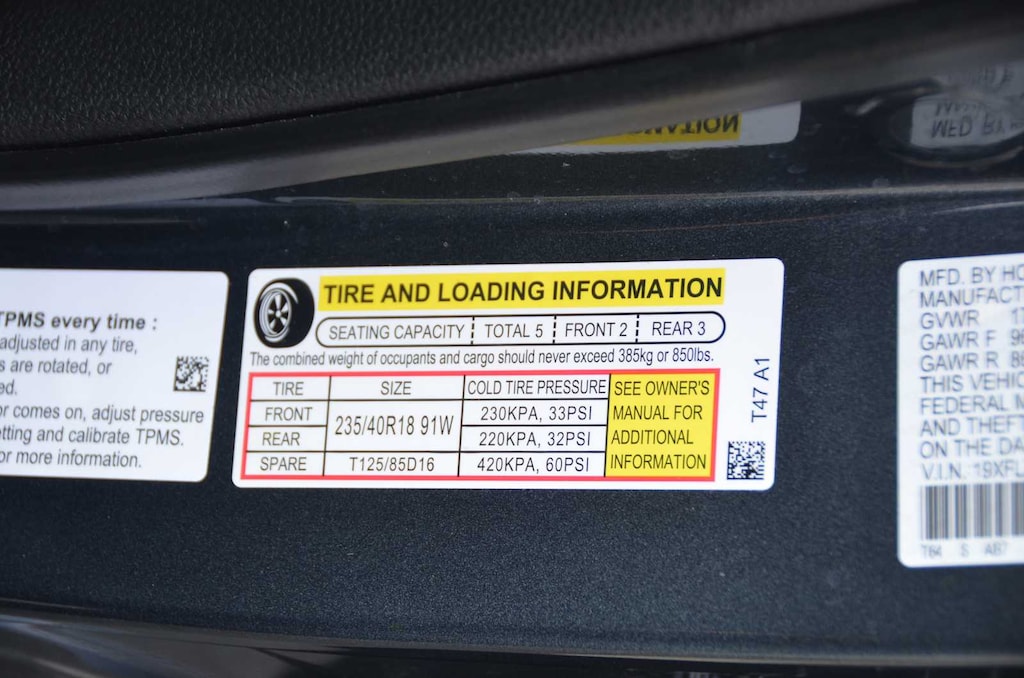 TPMS every time :
adjusted in any tire,
s are rotated, or
ed.
or comes on, adjust pressure
etting and calibrate TPMS.
or more information.
TIRE AND LOADING INFORMATION
SEATING CAPACITY TOTAL 5 FRONT 2 REAR 3
The combined weight of occupants and cargo should never exceed 385kg or 850lbs.
TIRE SIZE COLD TIRE PRESSURE SEE OWNER'S
FRONT 235/40R18 91W 230KPA, 33PSI MANUAL FOR
REAR 220KPA, 32PSI ADDITIONAL
SPARE T125/85D16 420KPA, 60PSI INFORMATION
T47 A1
MFD. BY HO
MANUFACT
GVWR
GAWR F
GAWR R
THIS VEHIC
FEDERAL M
AND THEFT
ON THE DA
V.I.N. 19XFL
T64 S AB7